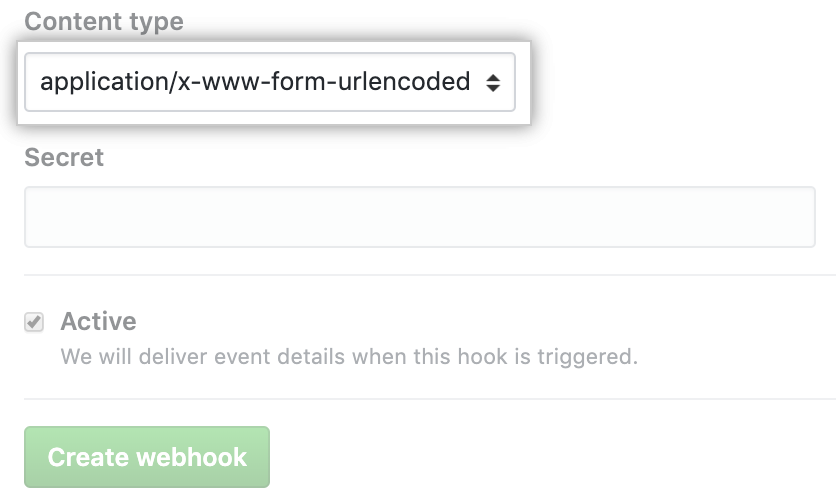 Content type
application/x-www-form-urlencoded
Secret
Active
We will deliver event details when this hook is triggered.
Create webhook